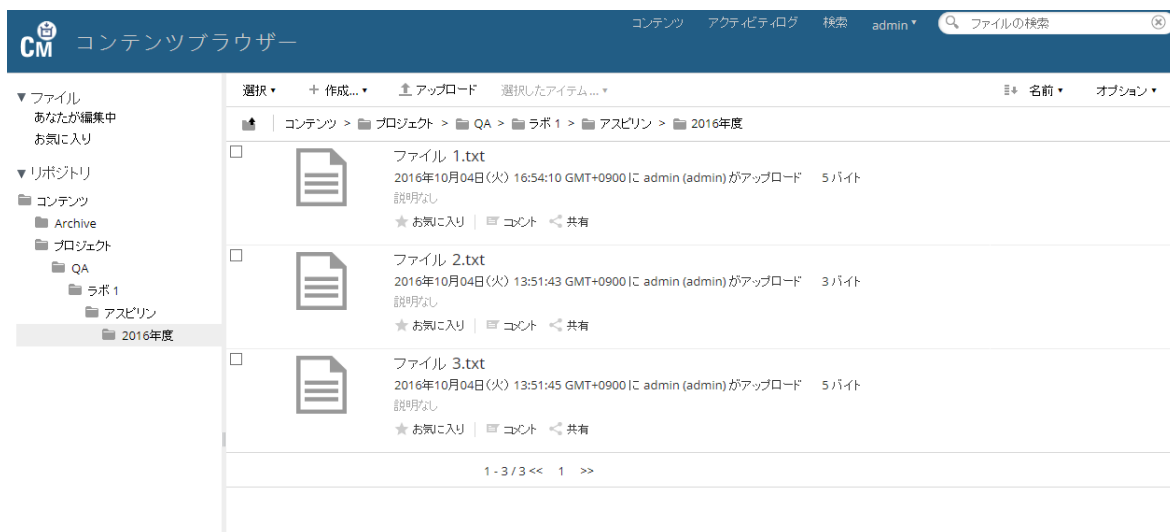 コンテンツ アクティビティログ 検索 admin ファイルの検索
CM コンテンツブラウザー
▼ファイル
あなたが編集中
お気に入り
▼リポジトリ
コンテンツ
Archive
プロジェクト
QA
ラボ 1
アスピリン
2016年度
選択▼ + 作成...▼ アップロード 選択したアイテム...▼ 名前▼ オプション▼
コンテンツ > プロジェクト > QA > ラボ 1 > アスピリン > 2016年度
ファイル 1.txt
2016年10月04日(火) 16:54:10 GMT+0900 に admin (admin) がアップロード 5 バイト
説明なし
お気に入り | コメント 共有
ファイル 2.txt
2016年10月04日(火) 13:51:43 GMT+0900 に admin (admin) がアップロード 3 バイト
説明なし
お気に入り | コメント 共有
ファイル 3.txt
2016年10月04日(火) 13:51:45 GMT+0900 に admin (admin) がアップロード 5 バイト
説明なし
お気に入り | コメント 共有
1 - 3 / 3 << 1 >>